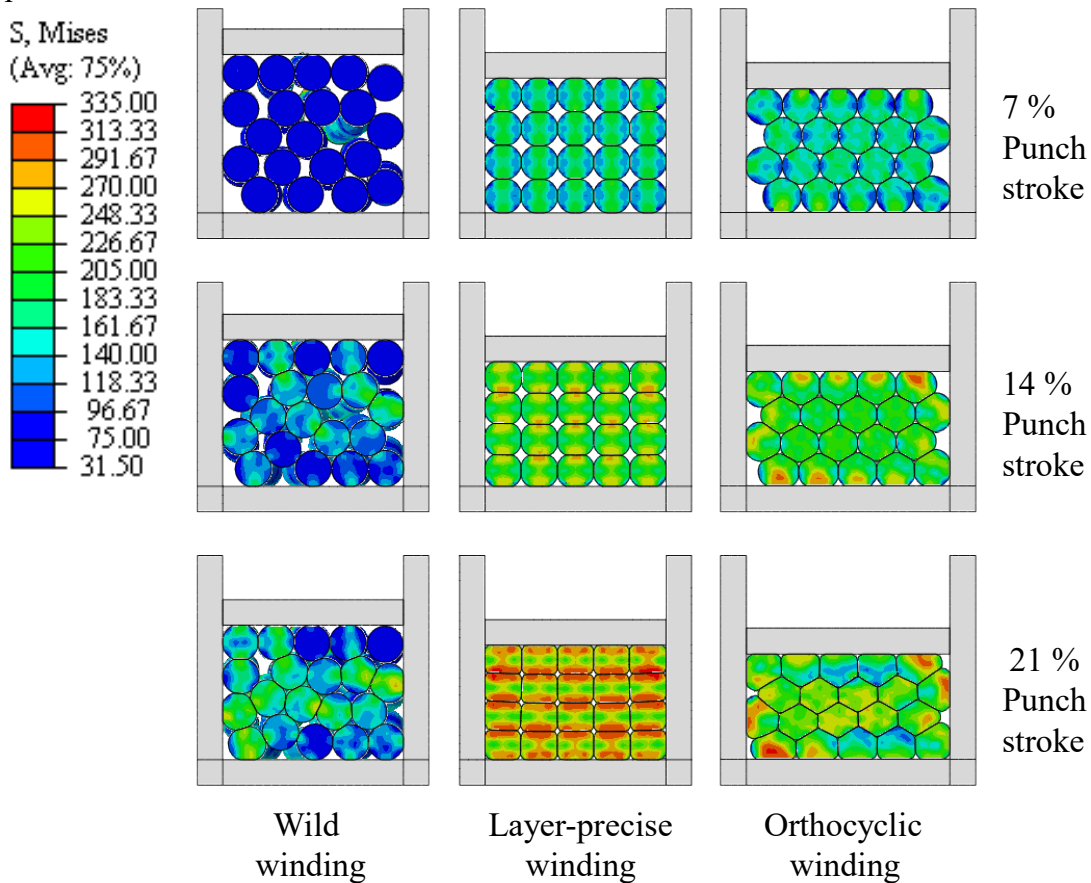 S, Mises
(Avg: 75%)
335.00
313.33
291.67
270.00
248.33
226.67
205.00
183.33
161.67
140.00
118.33
96.67
75.00
31.50
7 %
Punch
stroke
14 %
Punch
stroke
21 %
Punch
stroke
Wild
winding
Layer-precise
winding
Orthocyclic
winding